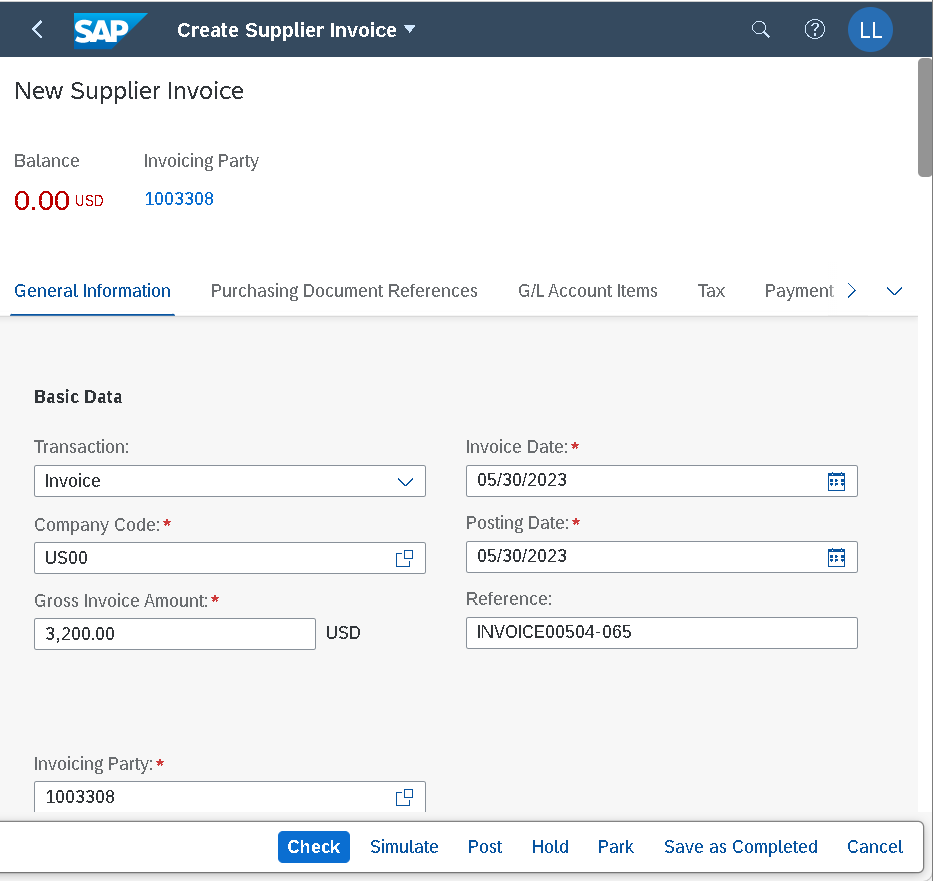 SAP Create Supplier Invoice LL
New Supplier Invoice
Balance Invoicing Party
0.00 USD 1003308
General Information Purchasing Document References G/L Account Items Tax Payment
Basic Data
Transaction: Invoice Date:*
Invoice 05/30/2023
Company Code:* Posting Date:*
US00 05/30/2023
Gross Invoice Amount:* Reference:
3,200.00 USD INVOICE00504-065
Invoicing Party:*
1003308
Check Simulate Post Hold Park Save as Completed Cancel